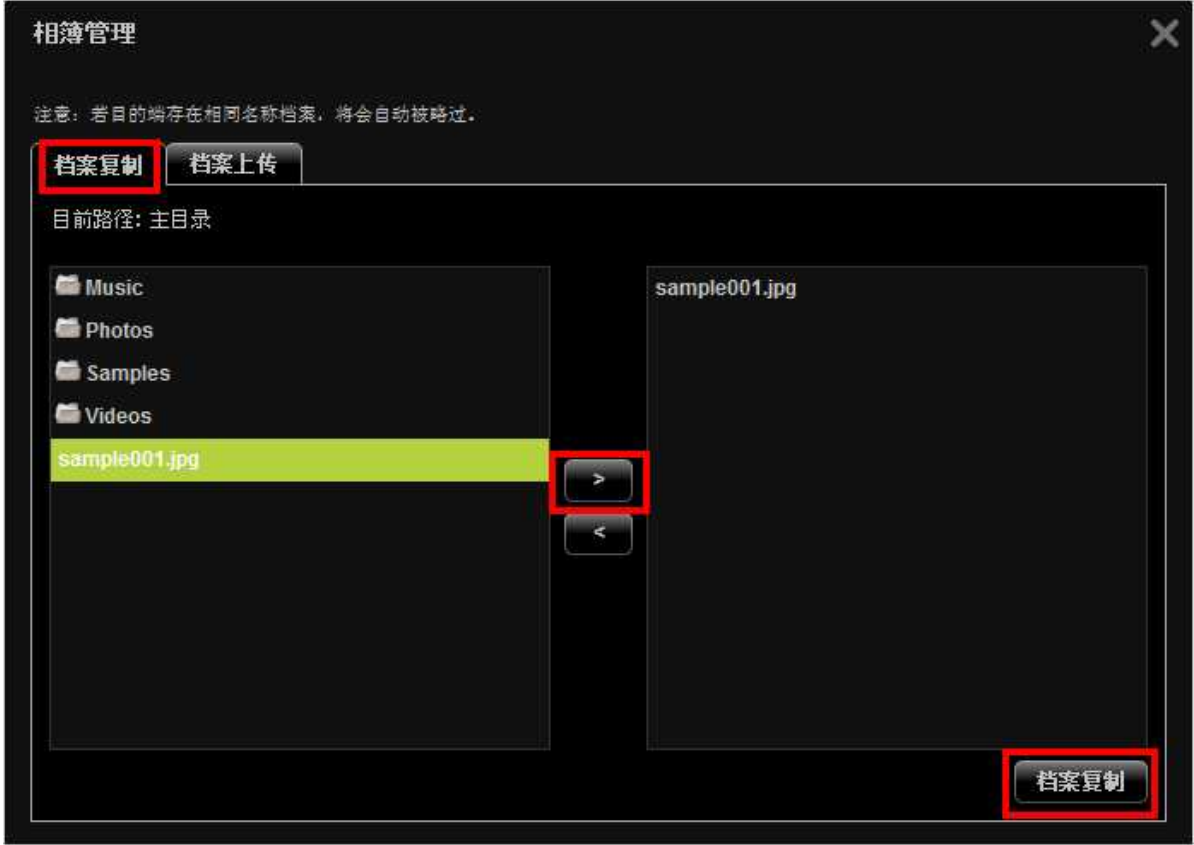 相簿管理
注意：若目的端存在相同名称档案，将会自动被略过。
档案复制 档案上传
目前路径: 主目录
Music
Photos
Samples
Videos
sample001.jpg
sample001.jpg
>
<
档案复制